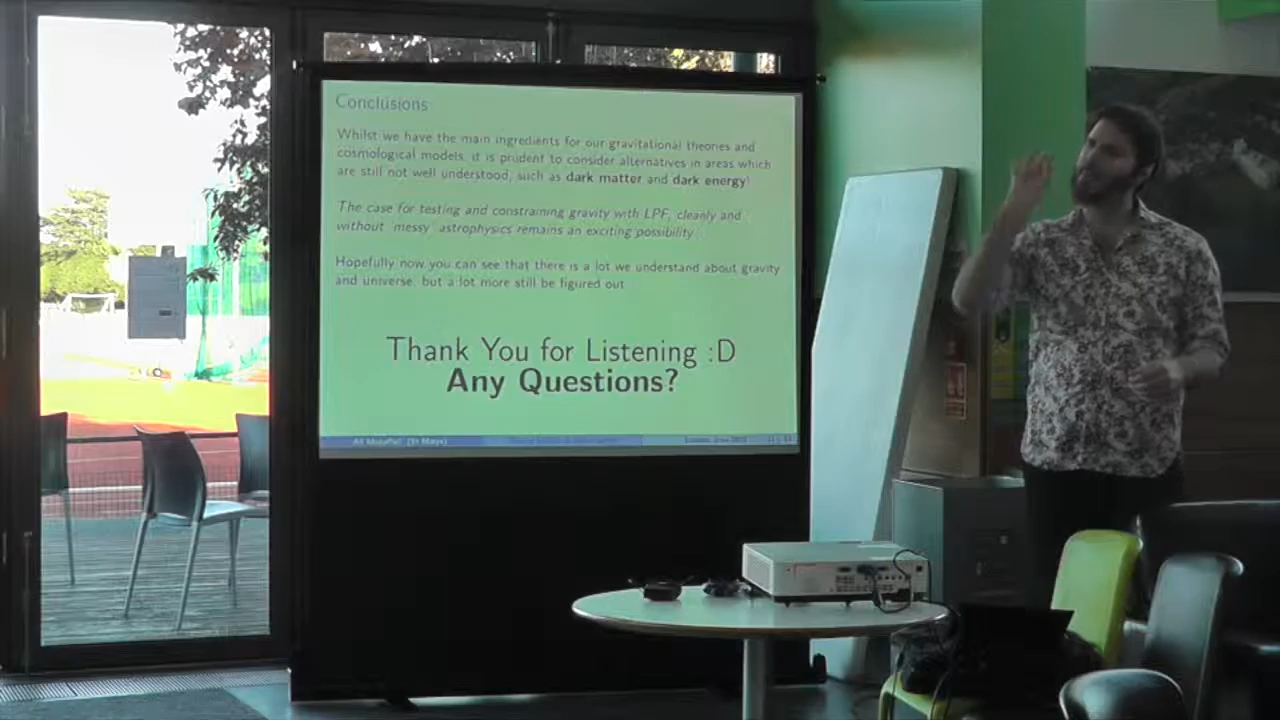 Conclusions
Whilst we have the main ingredients for our gravitational theories and
cosmological models, it is prudent to consider alternatives in areas which
are still not well understood, such as dark matter and dark energy!
The case for testing and constraining gravity with LPF, cleanly and
without 'messy' astrophysics remains an exciting possibility.
Hopefully now you can see that there is a lot we understand about gravity
and universe, but a lot more still be figured out.
Thank You for Listening :D
Any Questions?